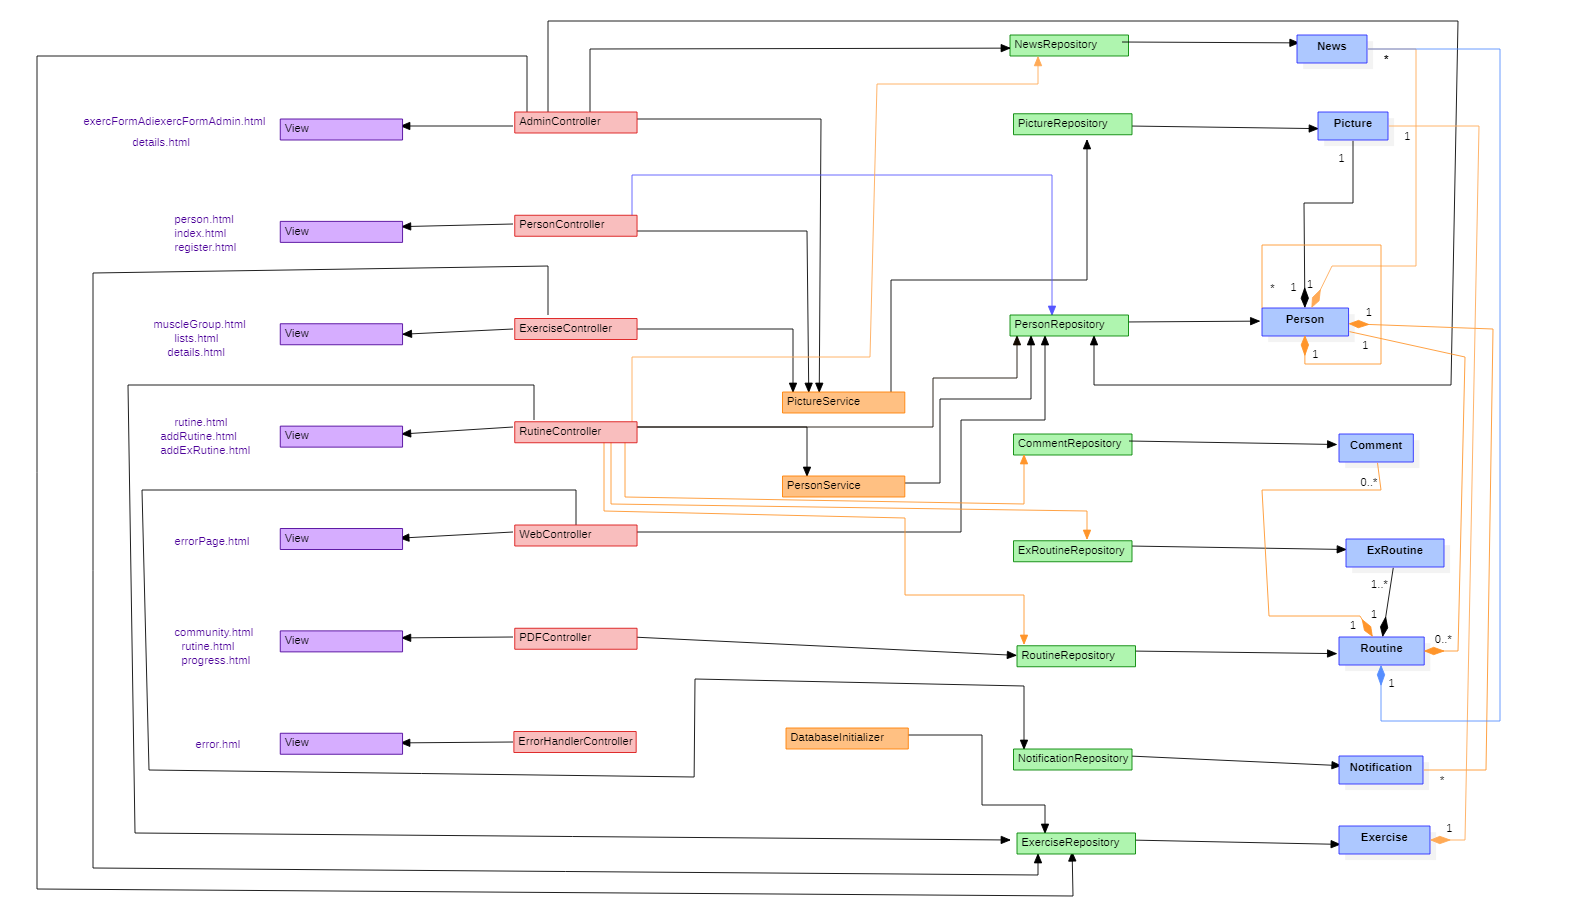 NewsRepository
News
*
exercFormAdiexercFormAdmin.html
details.html
View
AdminController
PictureRepository
Picture
1
1
person.html
index.html
register.html
View
PersonController
*
1
1
muscleGroup.html
lists.html
details.html
View
ExerciseController
PersonRepository
Person
1
1
1
PictureService
rutine.html
addRutine.html
addExRutine.html
View
RutineController
CommentRepository
Comment
0..*
PersonService
errorPage.html
View
WebController
ExRoutineRepository
ExRoutine
1..*
1
1
community.html
rutine.html
progress.html
View
PDFController
RoutineRepository
Routine
0..*
1
error.hml
View
ErrorHandlerController
DatabaseInitializer
NotificationRepository
Notification
*
ExerciseRepository
Exercise
1